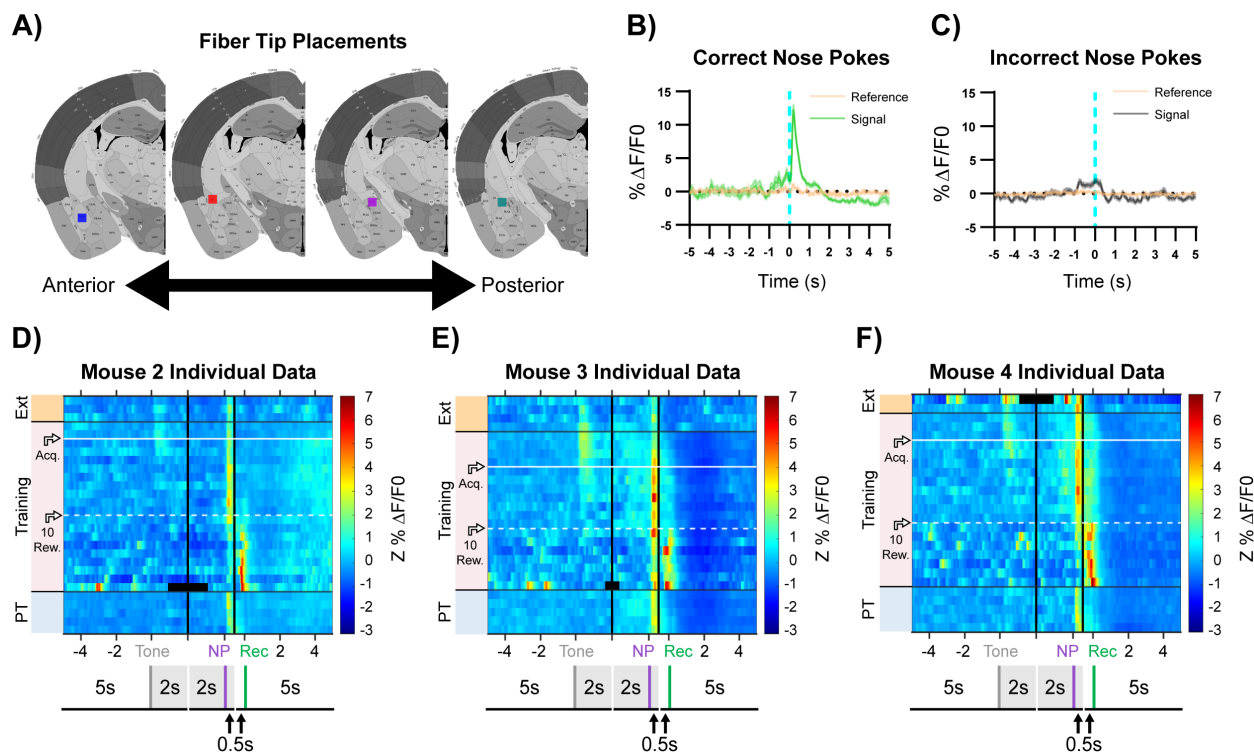 A)
Fiber Tip Placements
Anterior
Posterior
B)
Correct Nose Pokes
15
10
5
0
-5
% ΔF/F0
Reference
Signal
-5 -4 -3 -2 -1 0 1 2 3 4 5
Time (s)
C)
Incorrect Nose Pokes
15
10
5
0
-5
% ΔF/F0
Reference
Signal
-5 -4 -3 -2 -1 0 1 2 3 4 5
Time (s)
D)
Mouse 2 Individual Data
Ext
Training
PT
Acq.
10
Rew.
7
6
5
4
3
2
1
0
-1
-2
-3
Z % ΔF/F0
-4 -2 Tone NP Rec 2 4
5s 2s 2s 5s
0.5s
E)
Mouse 3 Individual Data
Ext
Training
PT
Acq.
10
Rew.
7
6
5
4
3
2
1
0
-1
-2
-3
Z % ΔF/F0
-4 -2 Tone NP Rec 2 4
5s 2s 2s 5s
0.5s
F)
Mouse 4 Individual Data
Ext
Training
PT
Acq.
10
Rew.
7
6
5
4
3
2
1
0
-1
-2
-3
Z % ΔF/F0
-4 -2 Tone NP Rec 2 4
5s 2s 2s 5s
0.5s